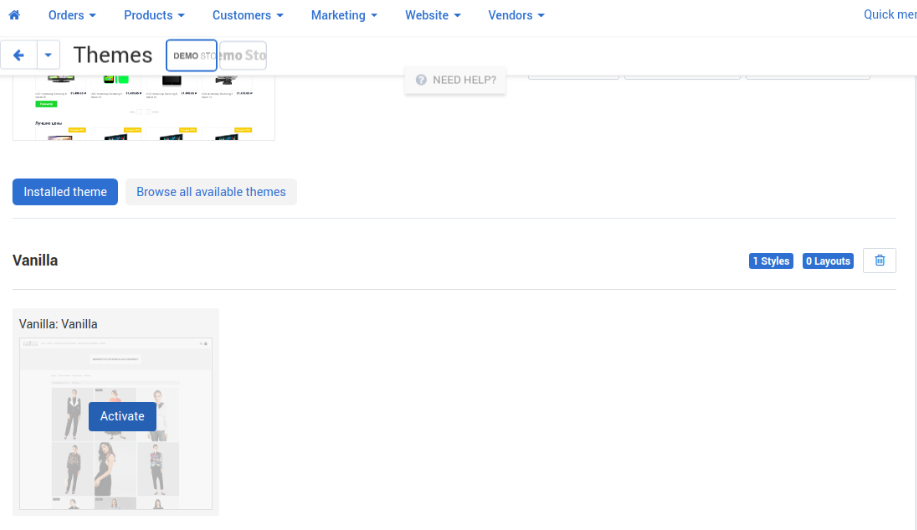 Orders Products Customers Marketing Website Vendors Quick mer
Themes DEMO STO emo Sto
NEED HELP?
Лучшие цены
Installed theme Browse all available themes
Vanilla 1 Styles 0 Layouts
Vanilla: Vanilla
Activate